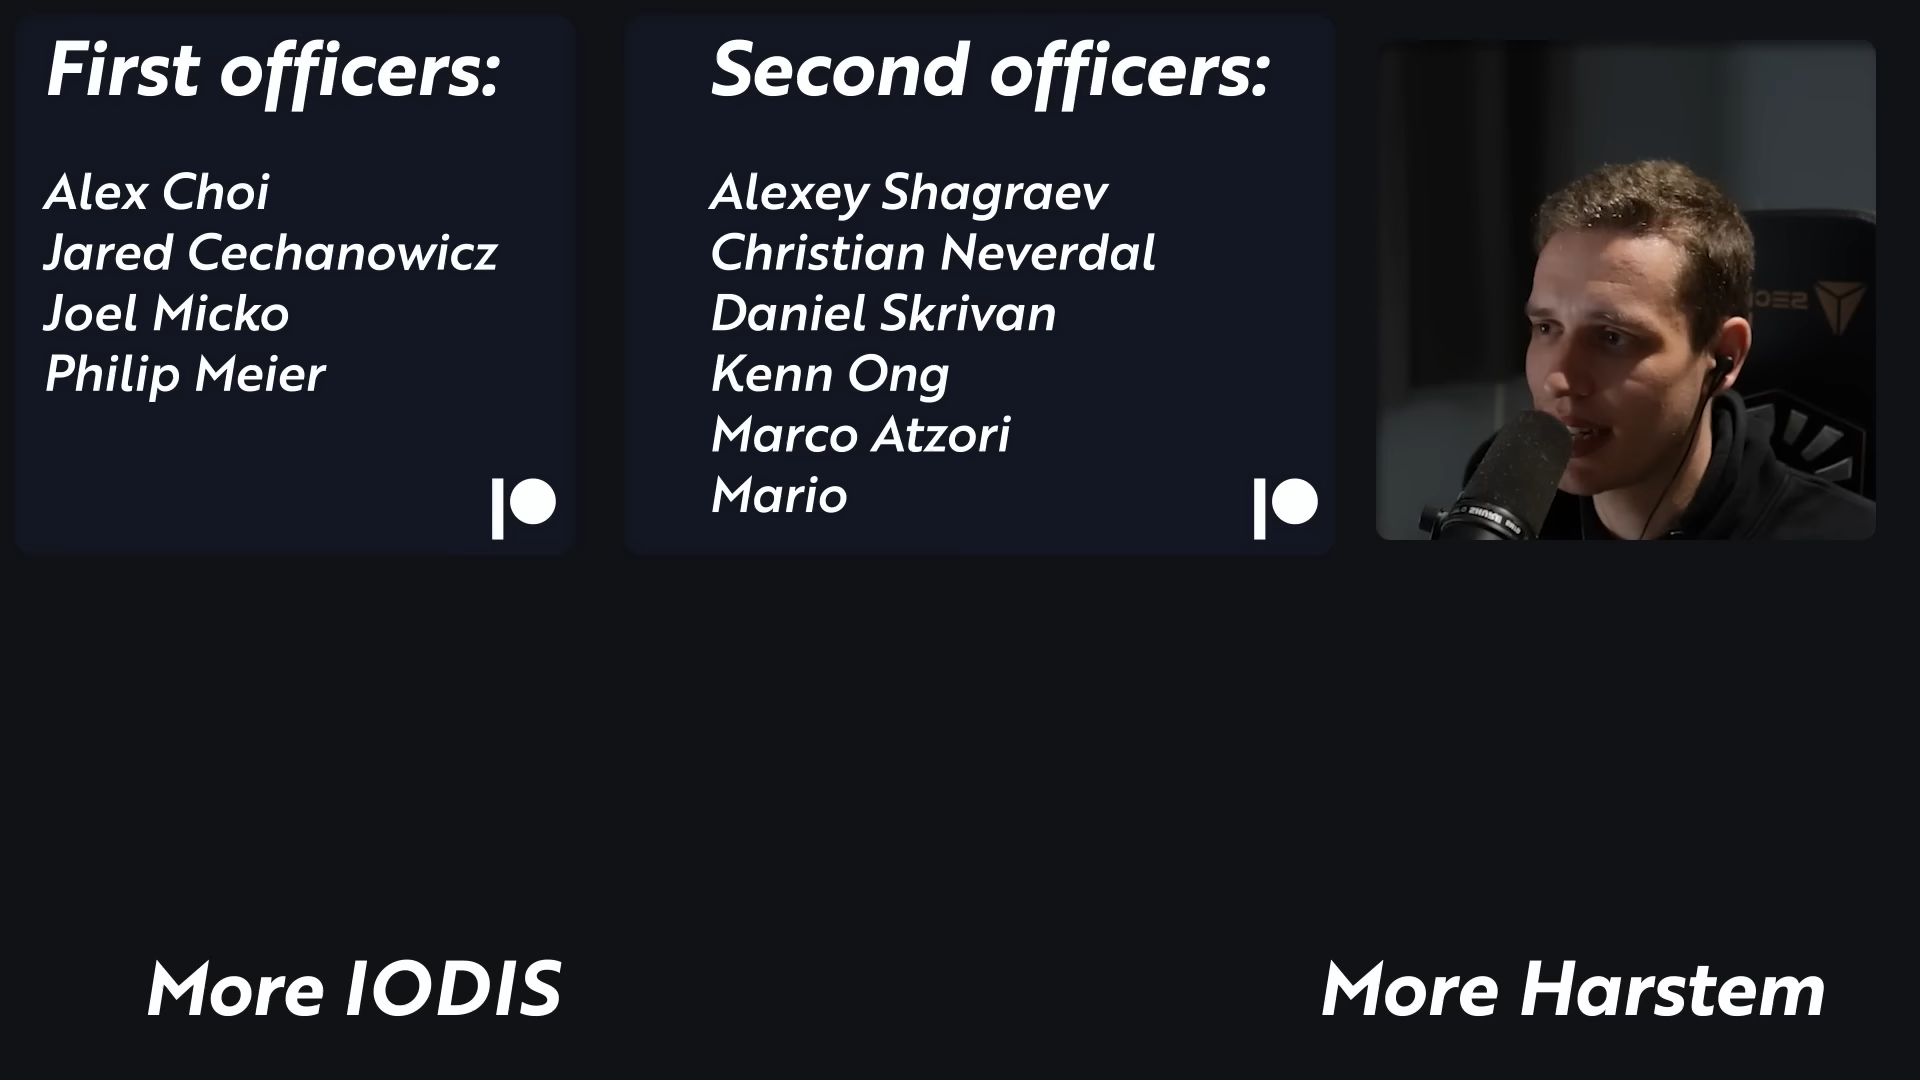 First officers:
Alex Choi
Jared Cechanowicz
Joel Micko
Philip Meier
Second officers:
Alexey Shagraev
Christian Neverdal
Daniel Skrivan
Kenn Ong
Marco Atzori
Mario
More IODIS
More Harstem